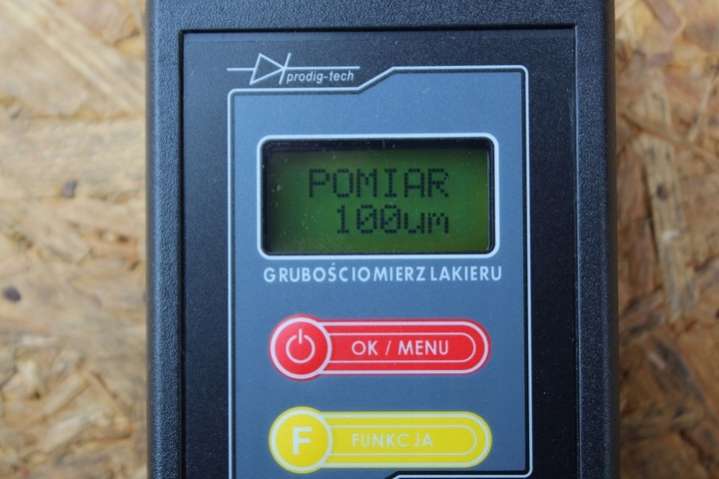 prodig-tech
POMIAR
100um
GRUBOŚCIOMIERZ LAKIERU
OK / MENU
F FUNKCJA